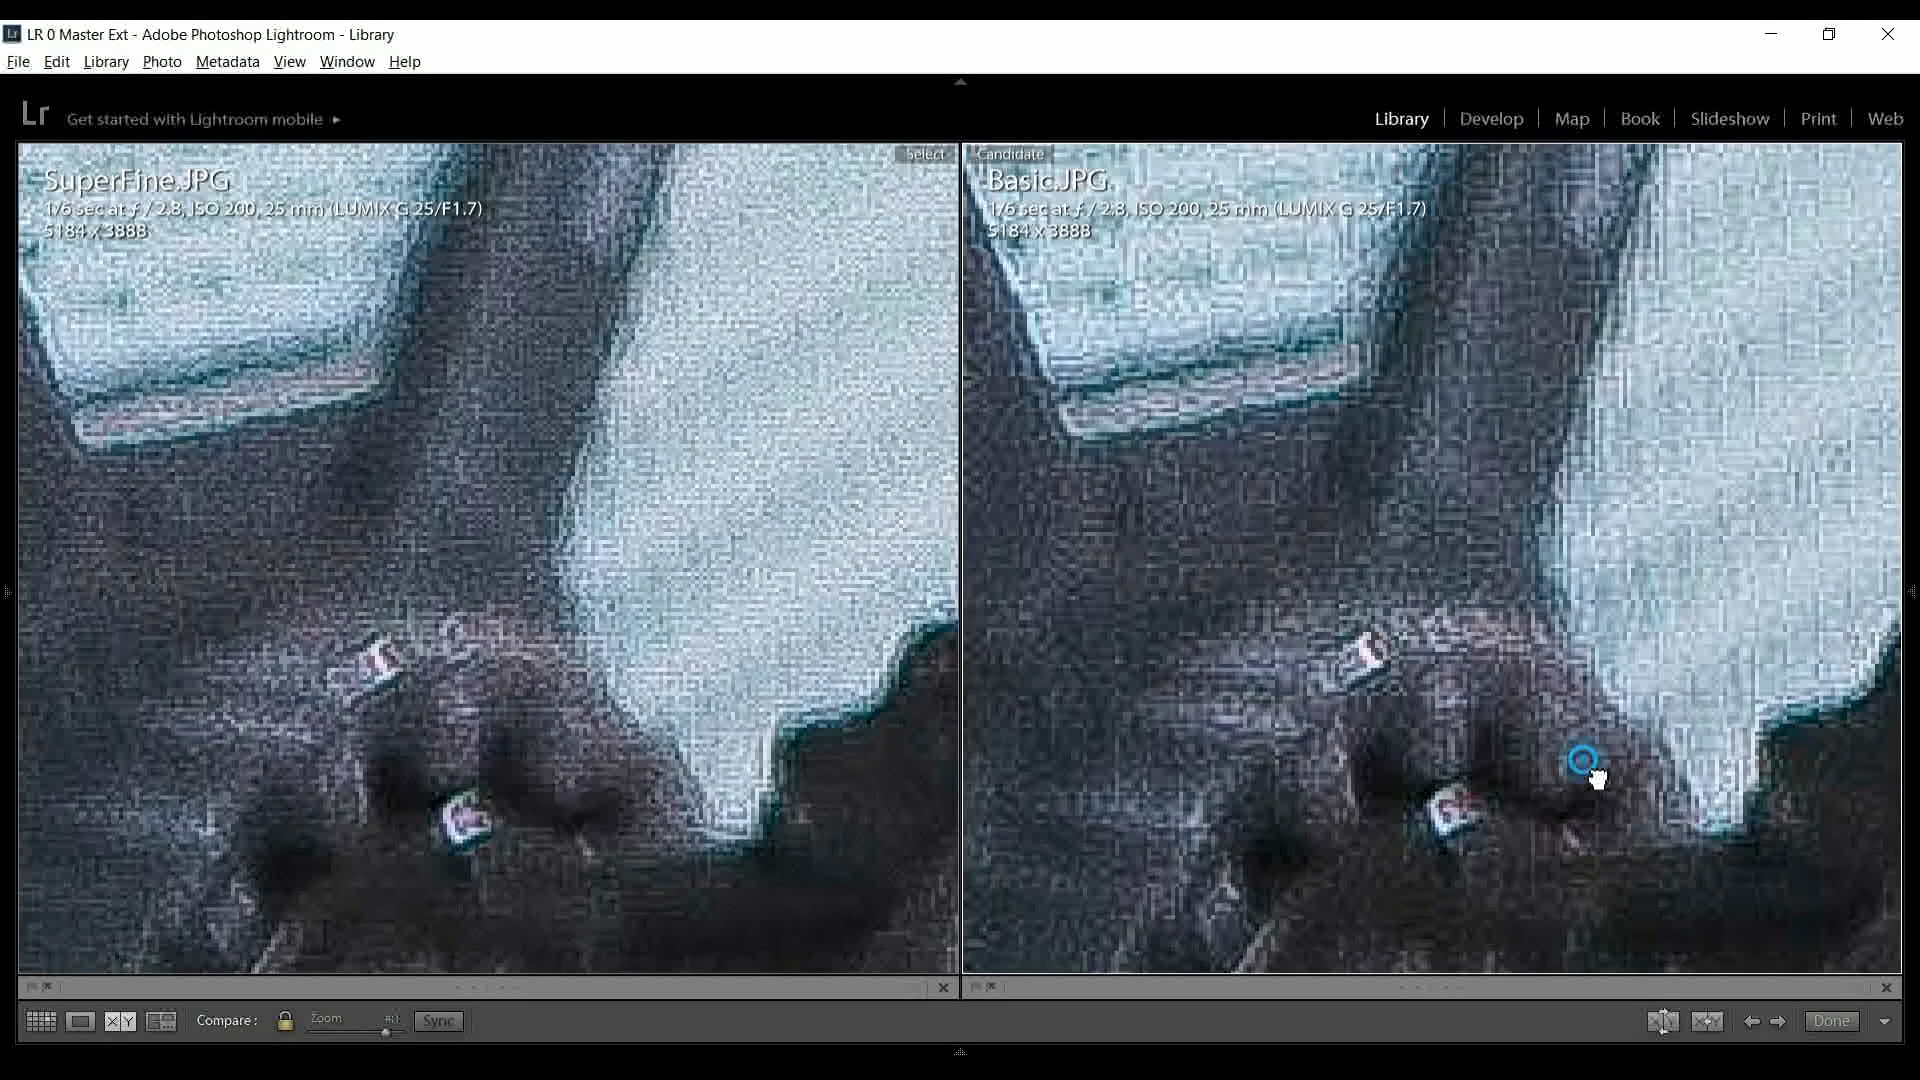 LR 0 Master Ext - Adobe Photoshop Lightroom - Library
File Edit Library Photo Metadata View Window Help
Lr Get started with Lightroom mobile
Library Develop Map Book Slideshow Print Web
Select
SuperFine.JPG
1/6 sec at ƒ / 2.8, ISO 200, 25 mm (LUMIX G 25/F1.7)
5184 x 3888
Candidate
Basic.JPG
1/6 sec at ƒ / 2.8, ISO 200, 25 mm (LUMIX G 25/F1.7)
5184 x 3888
XY Compare : Zoom Sync Done